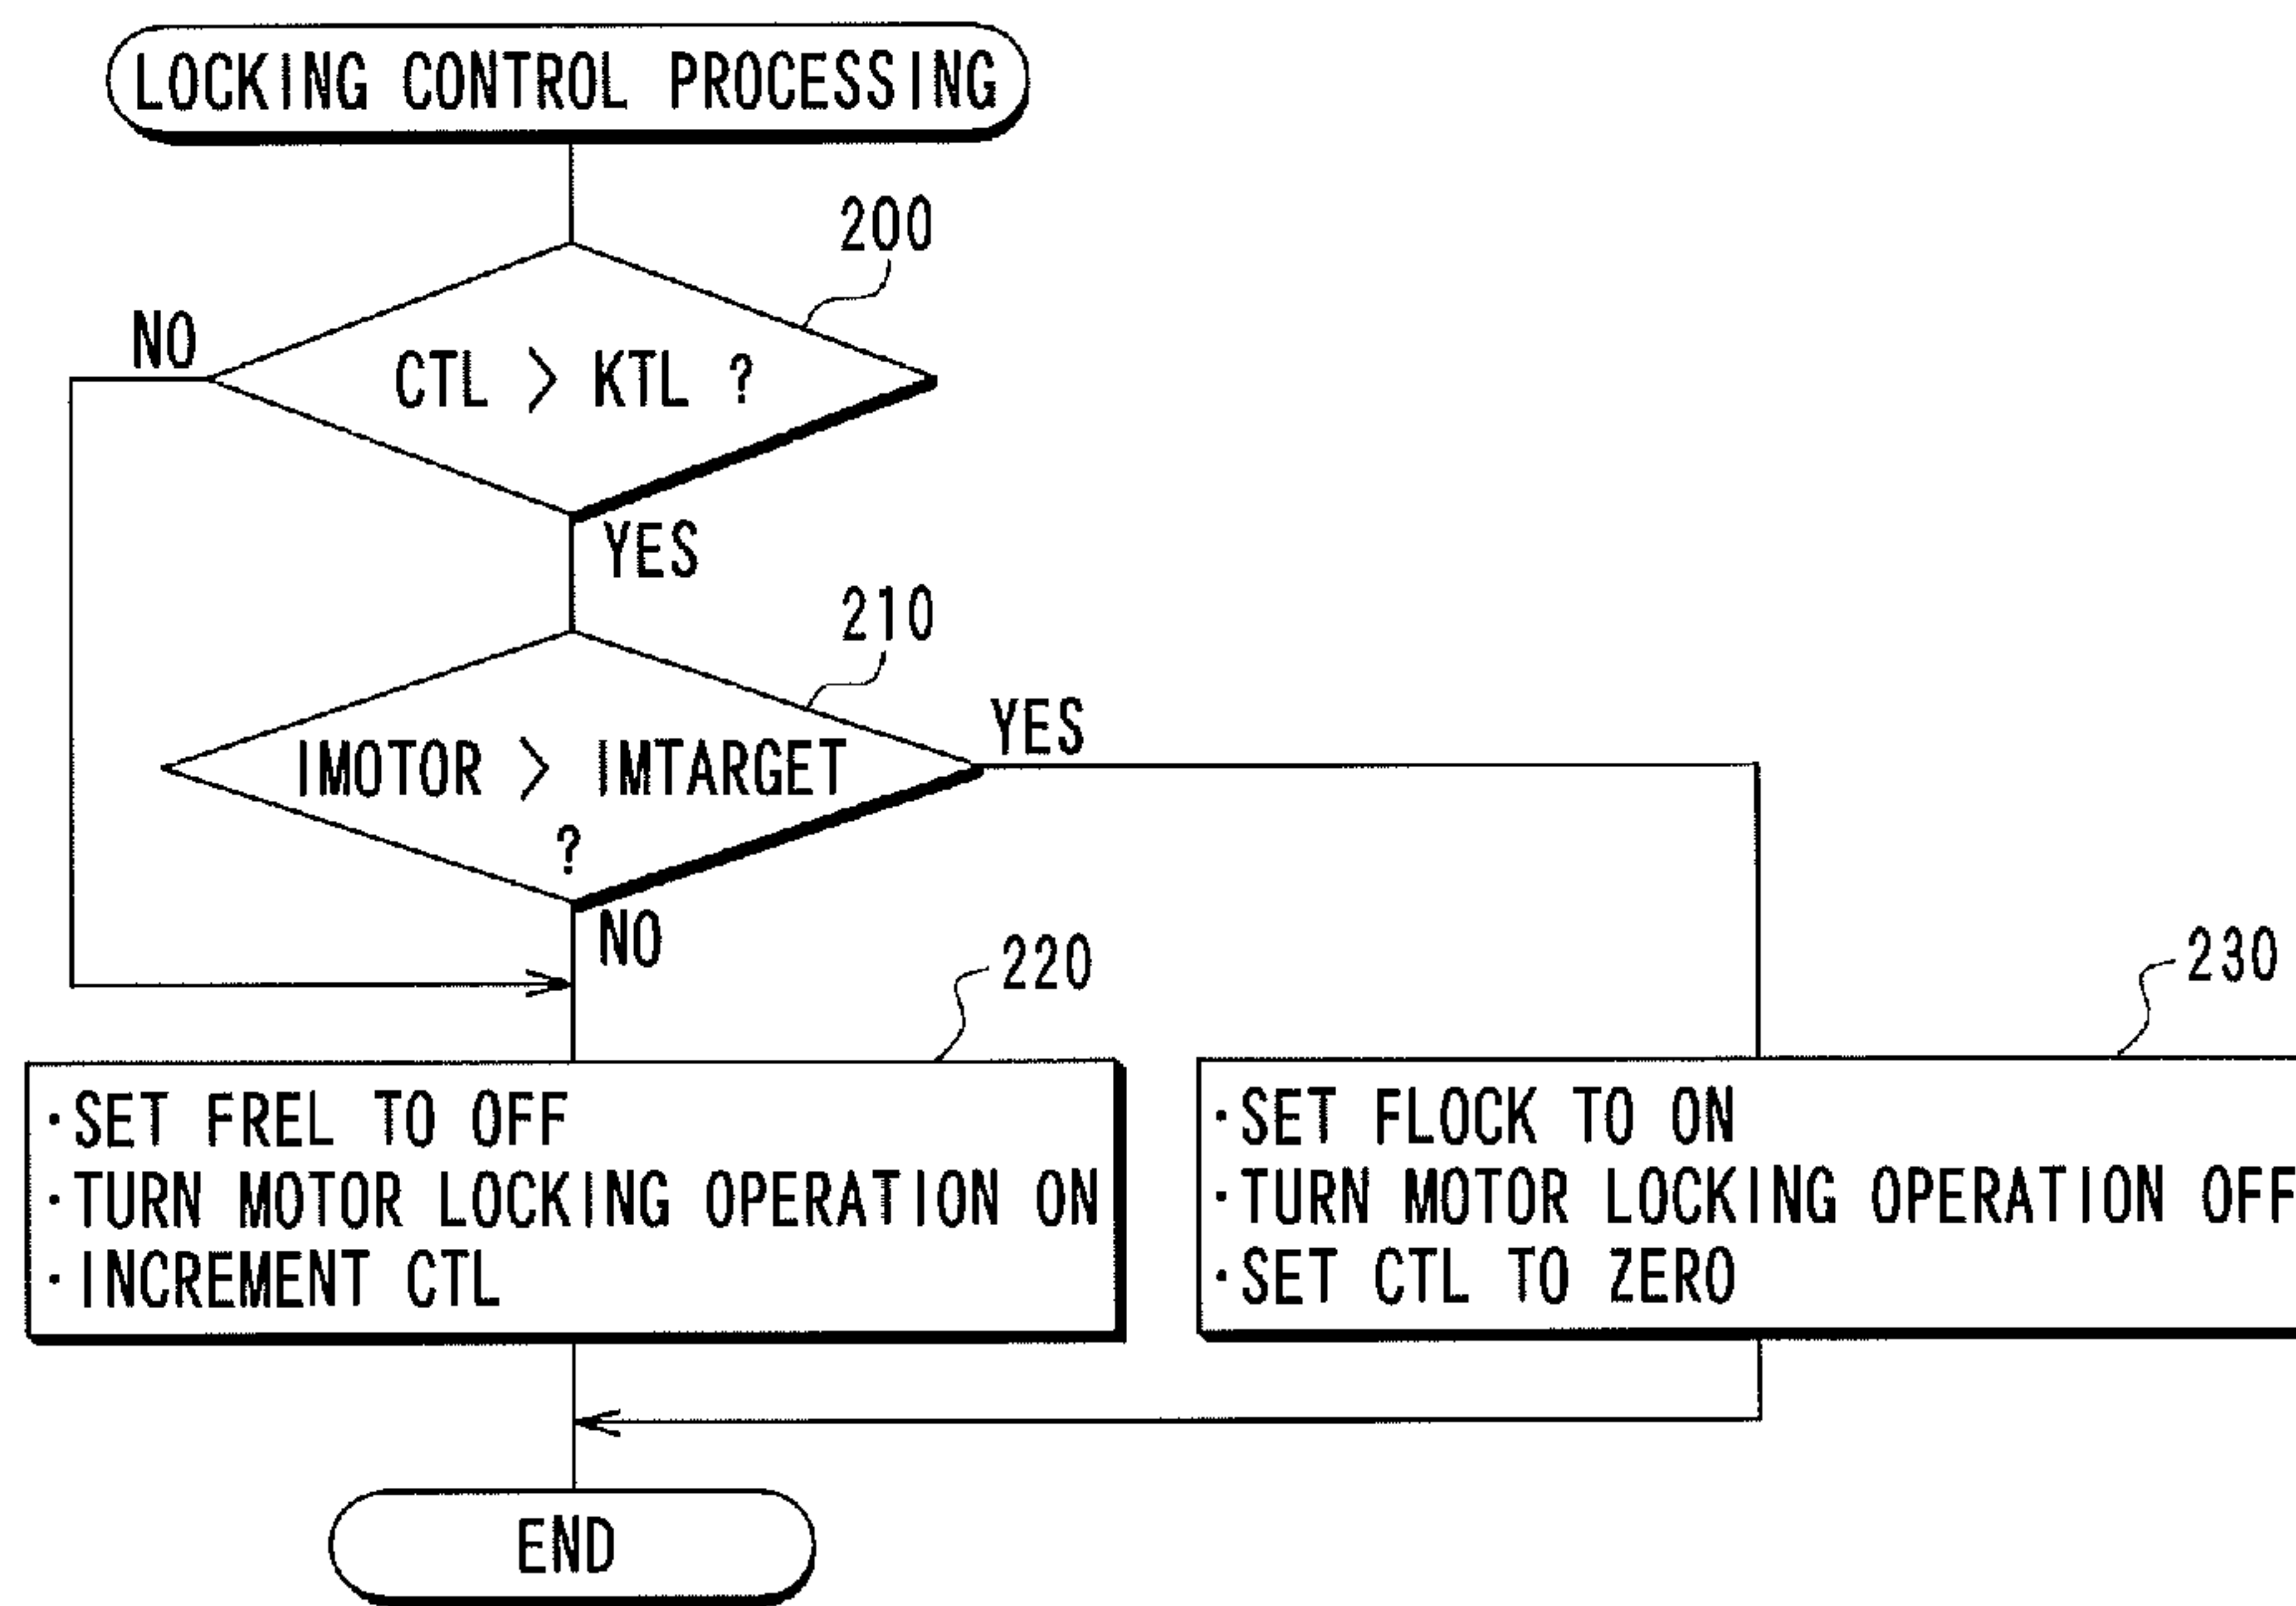 LOCKING CONTROL PROCESSING
200
NO
CTL > KTL ?
YES
210
YES
IMOTOR > IMTARGET
?
NO
220
230
·SET FREL TO OFF
·TURN MOTOR LOCKING OPERATION ON
·INCREMENT CTL
·SET FLOCK TO ON
·TURN MOTOR LOCKING OPERATION OFF
·SET CTL TO ZERO
END